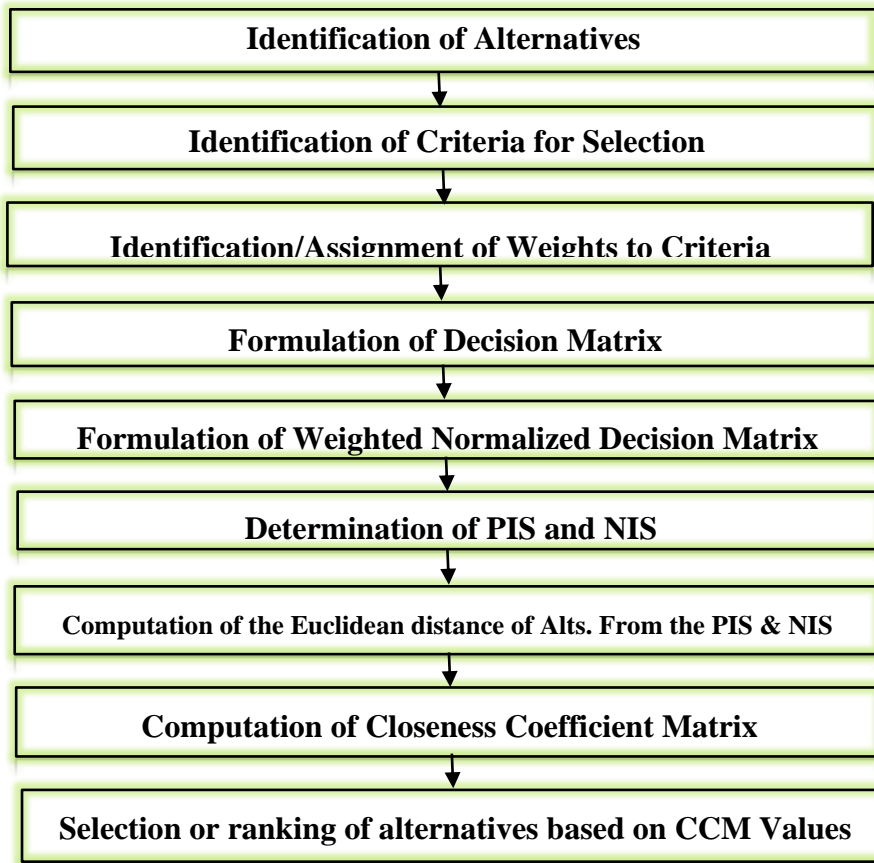 Identification of Alternatives
Identification of Criteria for Selection
Identification/Assignment of Weights to Criteria
Formulation of Decision Matrix
Formulation of Weighted Normalized Decision Matrix
Determination of PIS and NIS
Computation of the Euclidean distance of Alts. From the PIS & NIS
Computation of Closeness Coefficient Matrix
Selection or ranking of alternatives based on CCM Values